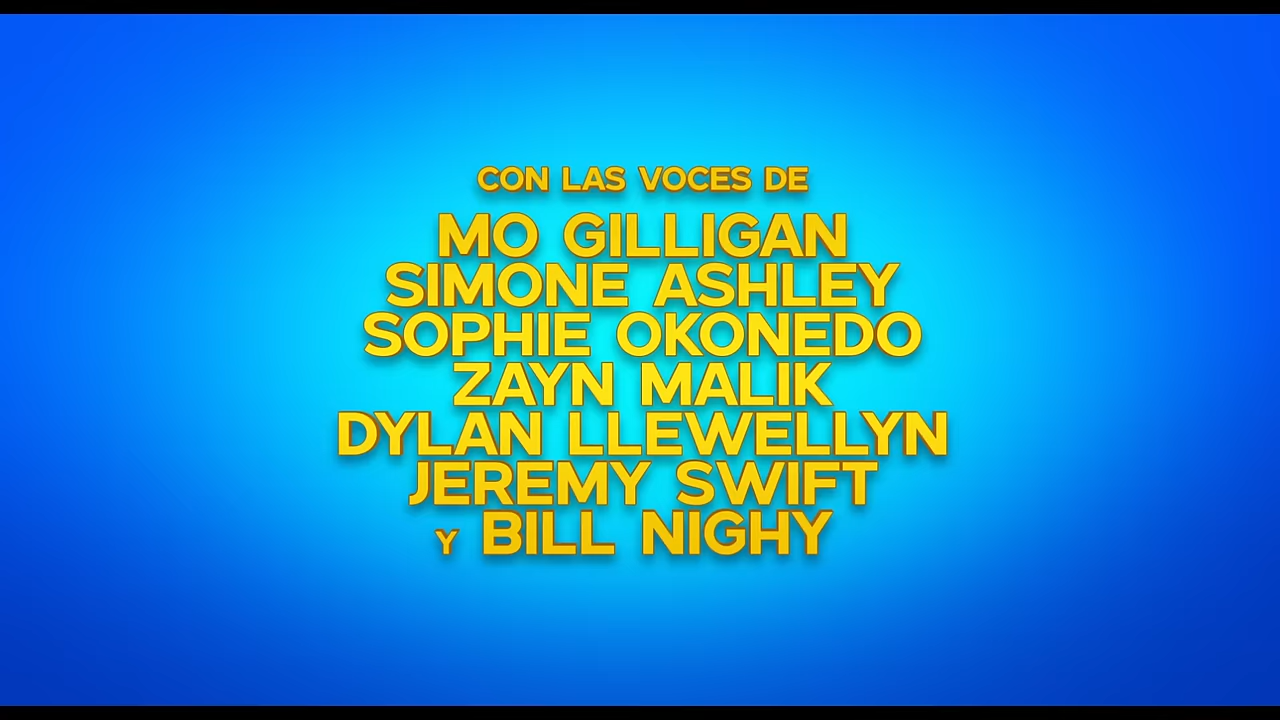 CON LAS VOCES DE
MO GILLIGAN
SIMONE ASHLEY
SOPHIE OKONEDO
ZAYN MALIK
DYLAN LLEWELLYN
JEREMY SWIFT
Y BILL NIGHY